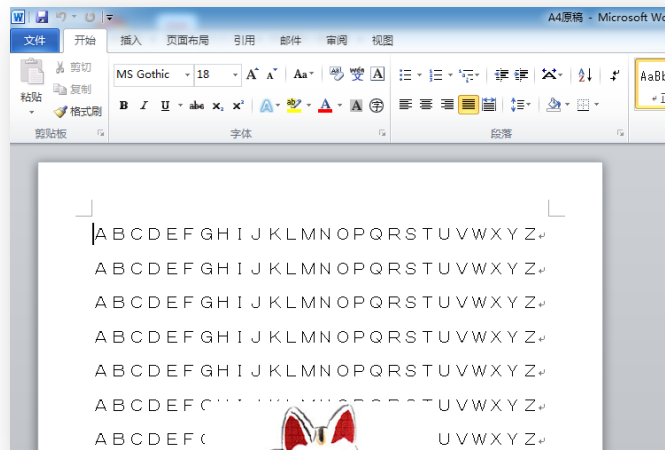 A4原稿 - Microsoft Wo
文件 开始 插入 页面布局 引用 邮件 审阅 视图
剪切
复制
格式刷
粘贴
MS Gothic 18
剪贴板 字体 段落
AaBb
ABCDEFGHIJKLMNOPQRSTUVWXYZ
ABCDEFGHIJKLMNOPQRSTUVWXYZ
ABCDEFGHIJKLMNOPQRSTUVWXYZ
ABCDEFGHIJKLMNOPQRSTUVWXYZ
ABCDEFGHIJKLMNOPQRSTUVWXYZ
ABCDEF UVWXYZ
ABCDEF UVWXYZ